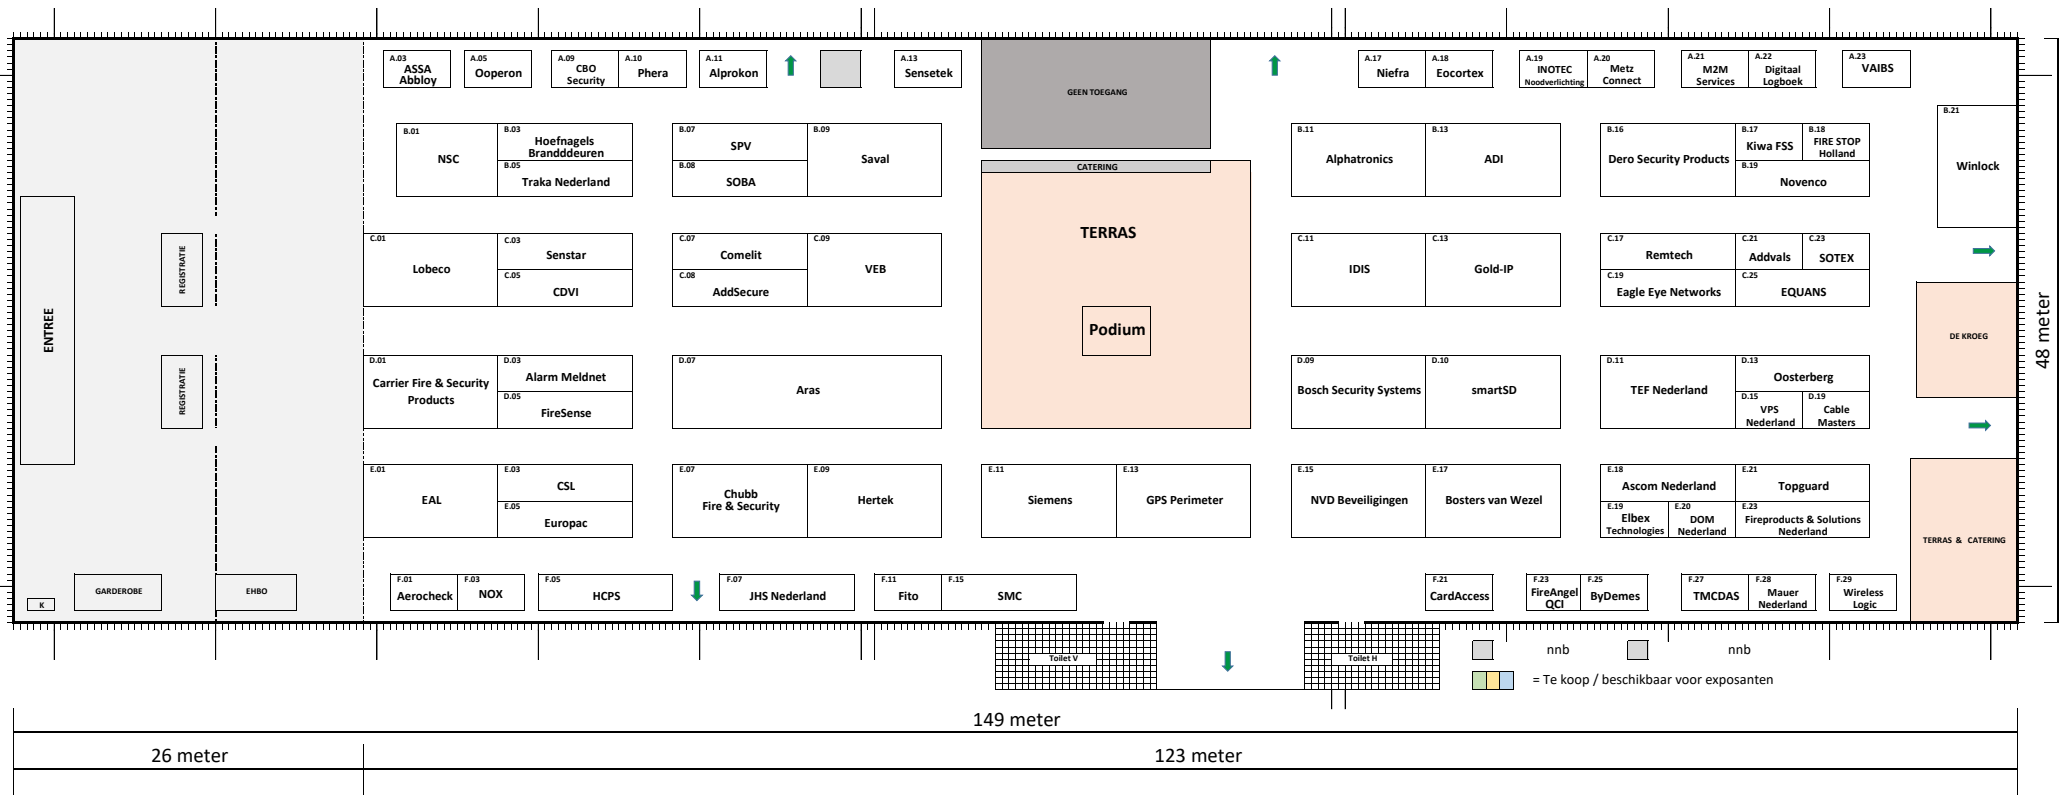 A.03
ASSA
Abbloy
A.05
Ooperon
A.09
CBO
Security
A.10
Phera
A.11
Alprokon
A.13
Sensetek
GEEN TOEGANG
A.17
Niefra
A.18
Eocortex
A.19
INOTEC
Noodverlichting
A.20
Metz
Connect
A.21
M2M
Services
A.22
Digitaal
Logboek
A.23
VAIBS
B.01
NSC
B.03
Hoefnagels
Brandddeuren
B.05
Traka Nederland
B.07
SPV
B.08
SOBA
B.09
Saval
CATERING
TERRAS
Podium
B.11
Alphatronics
B.13
ADI
B.16
Dero Security Products
B.17
Kiwa FSS
B.18
FIRE STOP
Holland
B.19
Novenco
B.21
Winlock
ENTREE
REGISTRATIE
REGISTRATIE
C.01
Lobeco
C.03
Senstar
C.05
CDVI
C.07
Comelit
C.08
AddSecure
C.09
VEB
C.11
IDIS
C.13
Gold-IP
C.17
Remtech
C.19
Eagle Eye Networks
C.21
Addvals
C.23
SOTEX
C.25
EQUANS
DE KROEG
48 meter
D.01
Carrier Fire & Security
Products
D.03
Alarm Meldnet
D.05
FireSense
D.07
Aras
D.09
Bosch Security Systems
D.10
smartSD
D.11
TEF Nederland
D.13
Oosterberg
D.15
VPS
Nederland
D.19
Cable
Masters
E.01
EAL
E.03
CSL
E.05
Europac
E.07
Chubb
Fire & Security
E.09
Hertek
E.11
Siemens
E.13
GPS Perimeter
E.15
NVD Beveiligingen
E.17
Bosters van Wezel
E.18
Ascom Nederland
E.19
Elbex
Technologies
E.20
DOM
Nederland
E.21
Topguard
E.23
Fireproducts & Solutions
Nederland
TERRAS & CATERING
K
GARDEROBE
EHBO
F.01
Aerocheck
F.03
NOX
F.05
HCPS
F.07
JHS Nederland
F.11
Fito
F.15
SMC
F.21
CardAccess
F.23
FireAngel
QCI
F.25
ByDemes
F.27
TMCDAS
F.28
Mauer
Nederland
F.29
Wireless
Logic
Toilet V
Toilet H
nnb
nnb
= Te koop / beschikbaar voor exposanten
149 meter
26 meter
123 meter